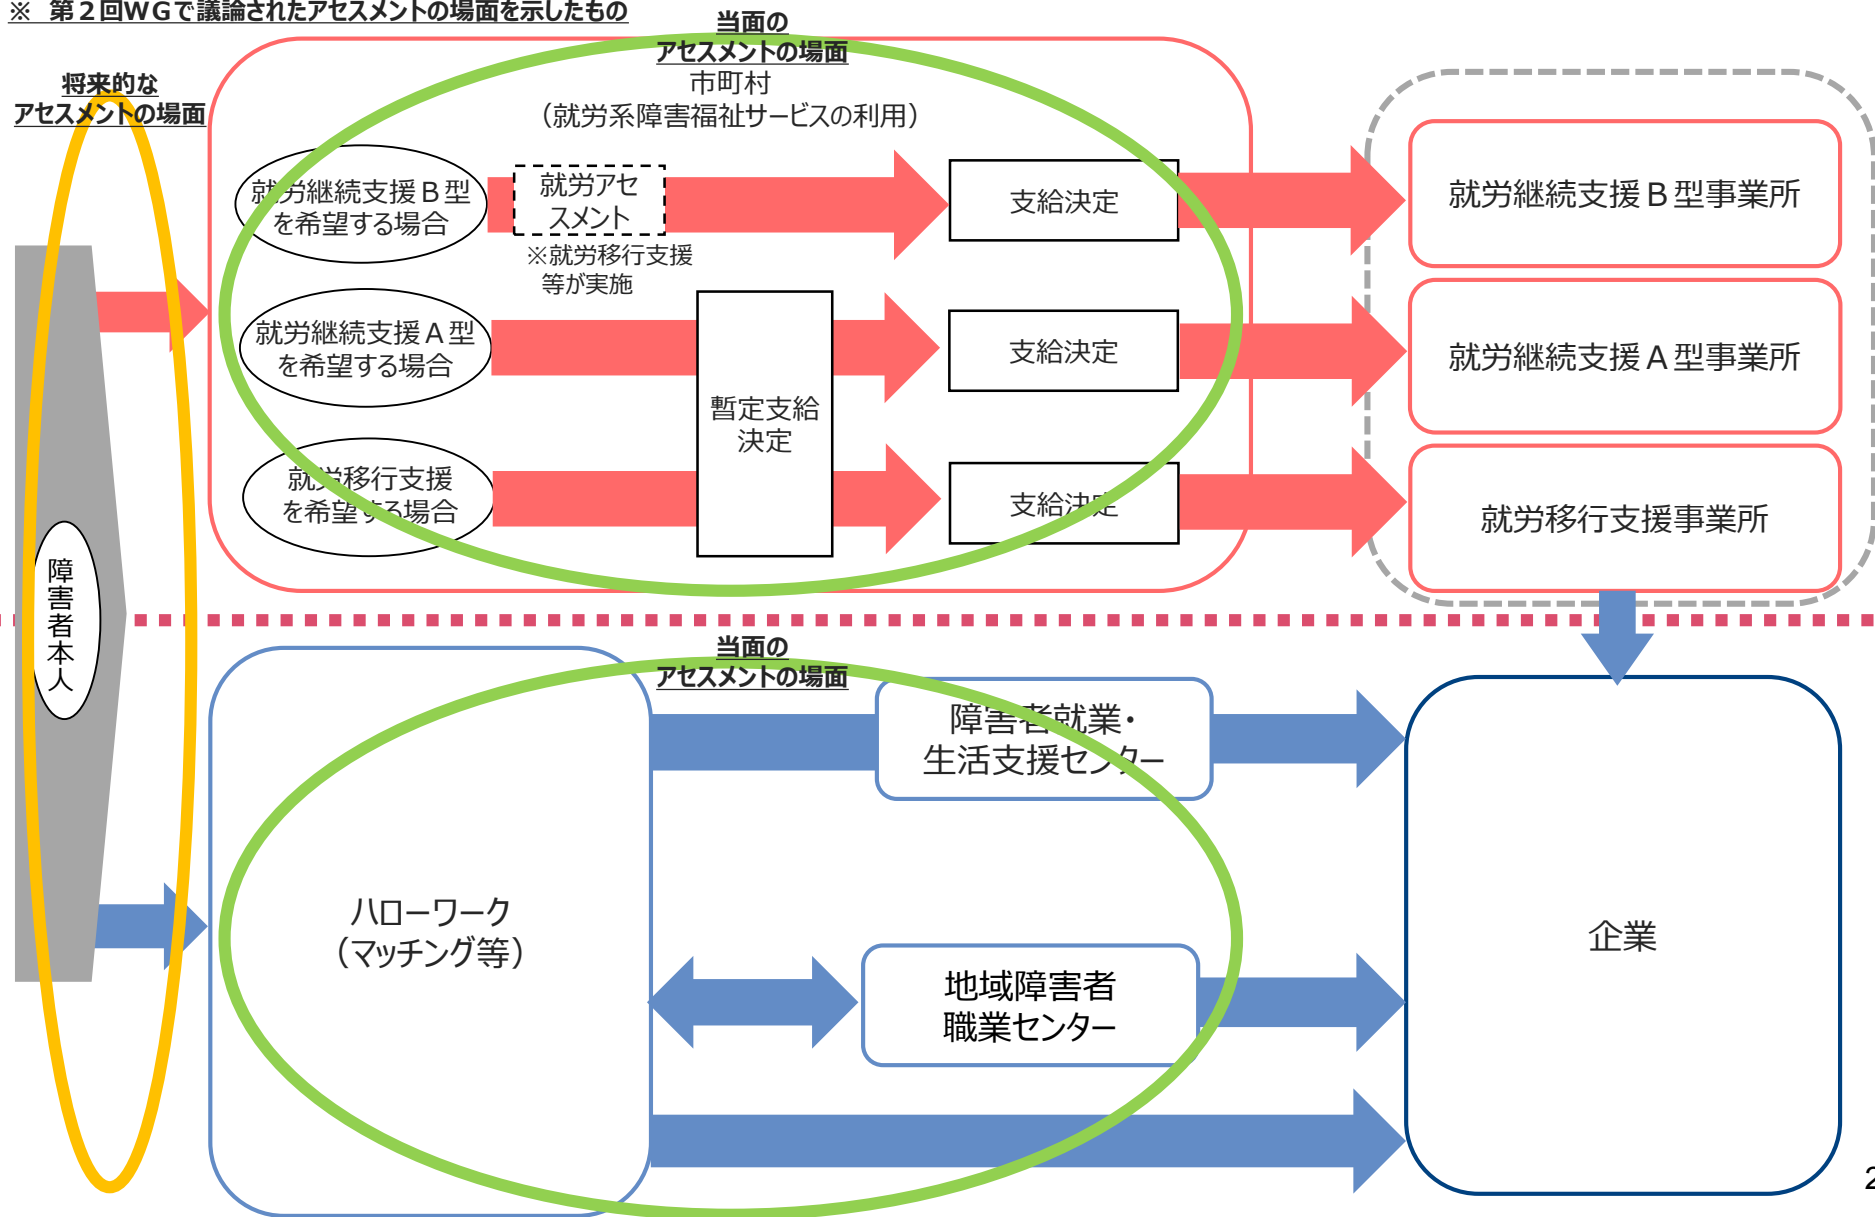 ※　第２回ＷＧで議論されたアセスメントの場面を示したもの
将来的な
アセスメントの場面
当面の
アセスメントの場面
市町村
（就労系障害福祉サービスの利用）
就労継続支援Ｂ型
を希望する場合
就労アセ
スメント
※就労移行支援
等が実施
支給決定
就労継続支援Ｂ型事業所
就労継続支援Ａ型
を希望する場合
暫定支給
決定
支給決定
就労継続支援Ａ型事業所
就労移行支援
を希望する場合
支給決定
就労移行支援事業所
障害者本人
当面の
アセスメントの場面
障害者就業・
生活支援センター
ハローワーク
（マッチング等）
地域障害者
職業センター
企業
2